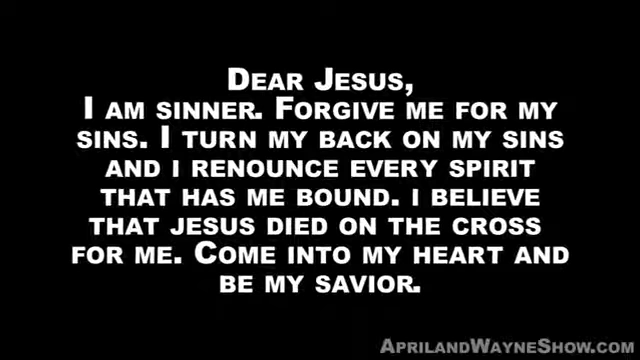 Dear Jesus,
I am sinner. Forgive me for my
sins. I turn my back on my sins
and i renounce every spirit
that has me bound. i believe
that jesus died on the cross
for me. Come into my heart and
be my savior.
AprilandWayneShow.com